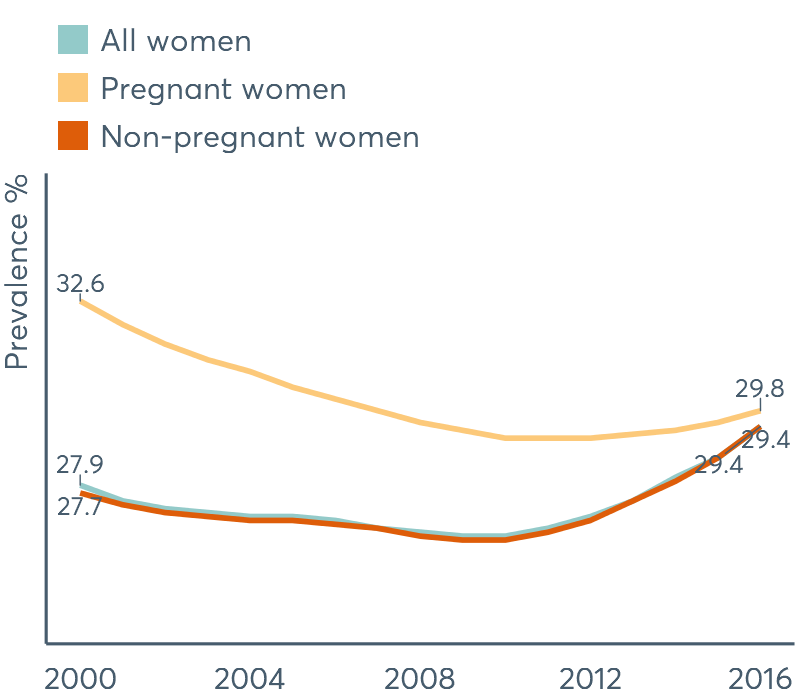 All women
Pregnant women
Non-pregnant women
Prevalence %
32.6
29.8
29.4
27.9
29.4
27.7
2000 2004 2008 2012 2016